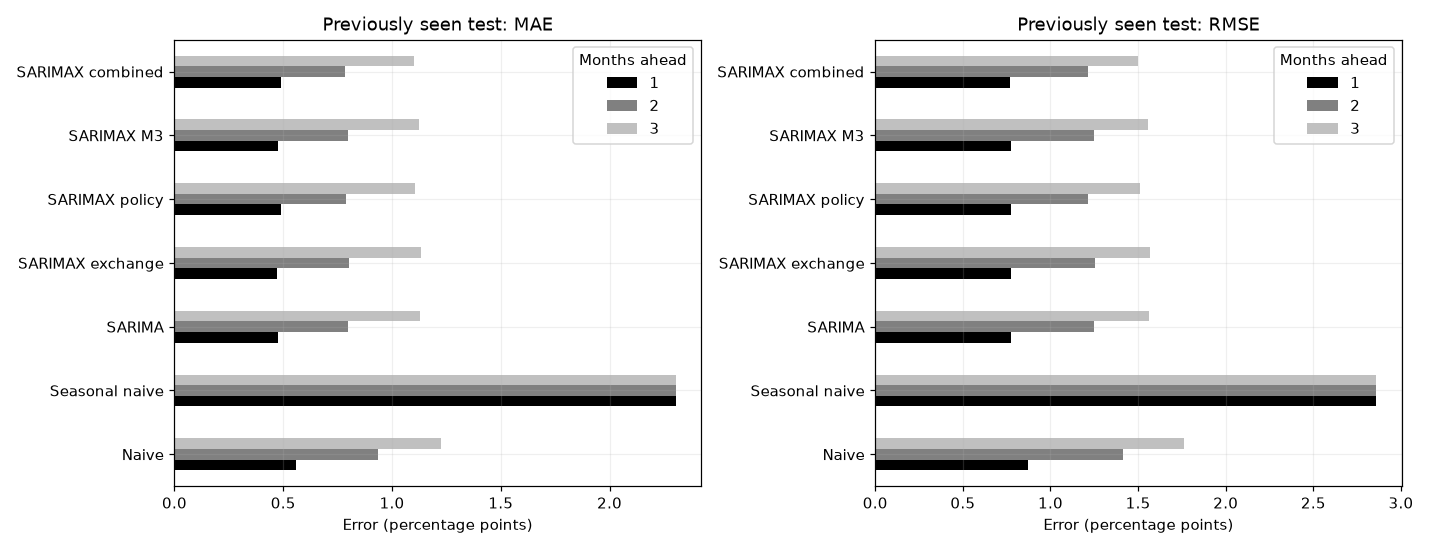 Previously seen test: MAE
SARIMAX combined
SARIMAX M3
SARIMAX policy
SARIMAX exchange
SARIMA
Seasonal naive
Naive
Months ahead
1
2
3
0.0 0.5 1.0 1.5 2.0
Error (percentage points)
Previously seen test: RMSE
SARIMAX combined
SARIMAX M3
SARIMAX policy
SARIMAX exchange
SARIMA
Seasonal naive
Naive
Months ahead
1
2
3
0.0 0.5 1.0 1.5 2.0 2.5 3.0
Error (percentage points)